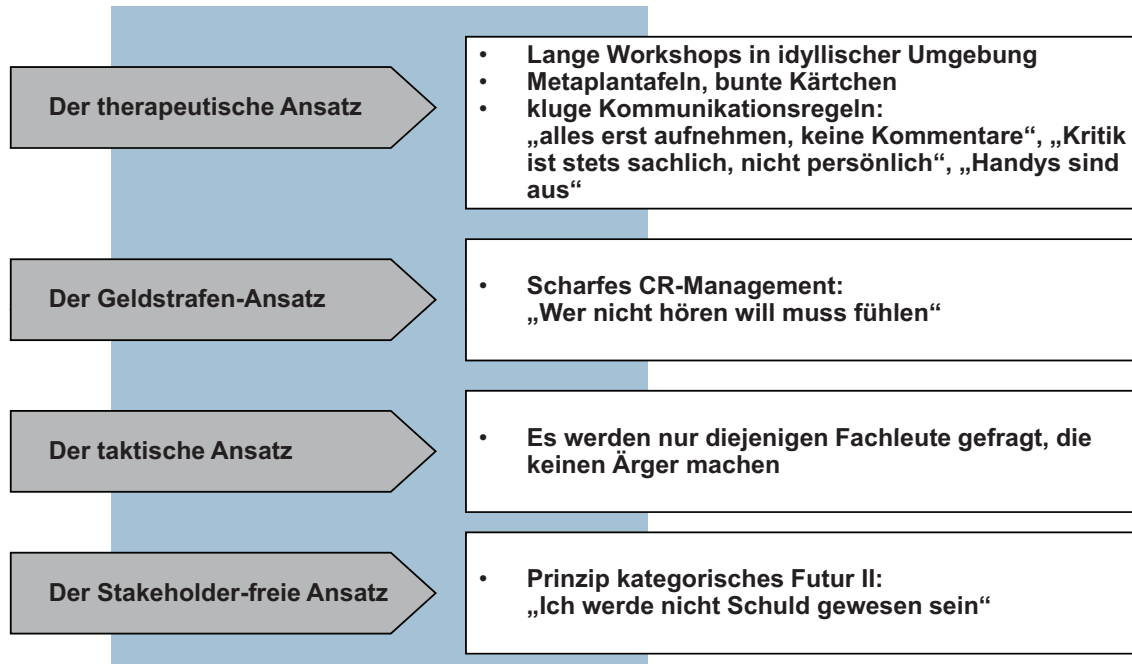 Der therapeutische Ansatz
• Lange Workshops in idyllischer Umgebung
• Metaplantafeln, bunte Kärtchen
• kluge Kommunikationsregeln:
„alles erst aufnehmen, keine Kommentare“, „Kritik
ist stets sachlich, nicht persönlich“, „Handys sind
aus“
Der Geldstrafen-Ansatz
• Scharfes CR-Management:
„Wer nicht hören will muss fühlen“
Der taktische Ansatz
• Es werden nur diejenigen Fachleute gefragt, die
keinen Ärger machen
Der Stakeholder-freie Ansatz
• Prinzip kategorisches Futur II:
„Ich werde nicht Schuld gewesen sein“